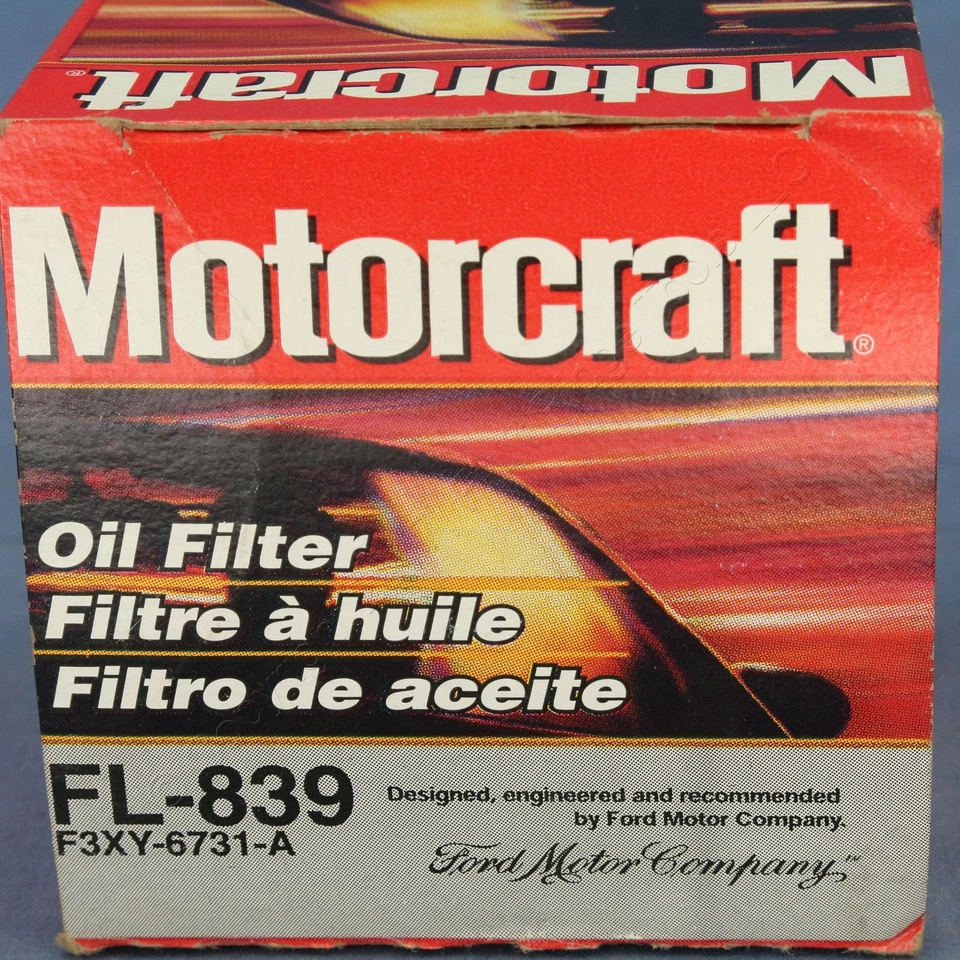 Motorcraft®
Motorcraft®
Oil Filter
Filtre à huile
Filtro de aceite
FL-839
F3XY-6731-A
Designed, engineered and recommended
by Ford Motor Company.
Ford Motor Company™